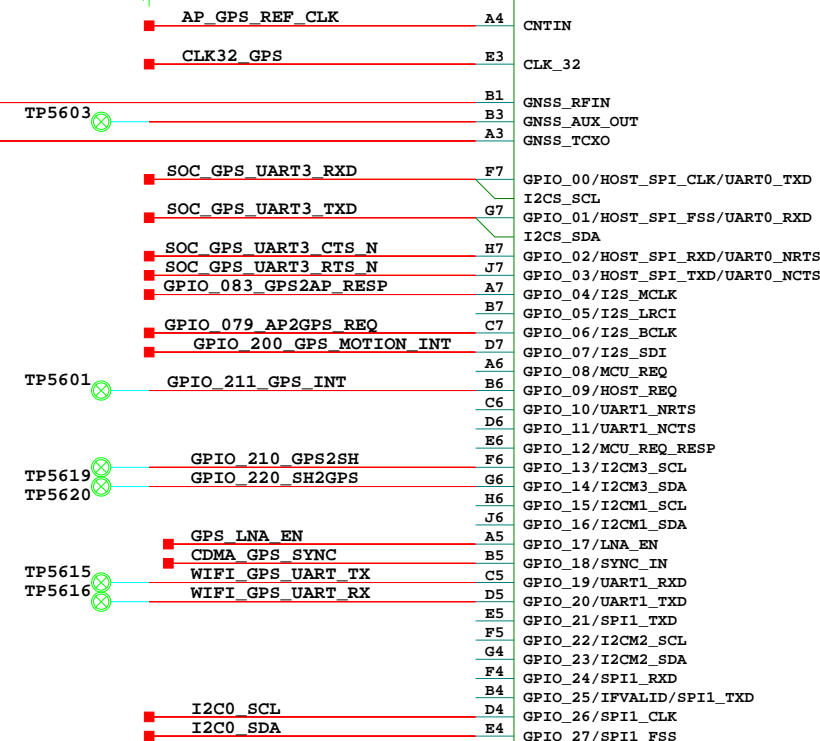 AP_GPS_REF_CLK A4 CNTIN
CLK32_GPS E3 CLK_32
B1 GNSS_RFIN
TP5603 B3 GNSS_AUX_OUT
A3 GNSS_TCXO
SOC_GPS_UART3_RXD F7 GPIO_00/HOST_SPI_CLK/UART0_TXD
I2CS_SCL
SOC_GPS_UART3_TXD G7 GPIO_01/HOST_SPI_FSS/UART0_RXD
I2CS_SDA
SOC_GPS_UART3_CTS_N H7 GPIO_02/HOST_SPI_RXD/UART0_NRTS
SOC_GPS_UART3_RTS_N J7 GPIO_03/HOST_SPI_TXD/UART0_NCTS
GPIO_083_GPS2AP_RESP A7 GPIO_04/I2S_MCLK
B7 GPIO_05/I2S_LRCI
GPIO_079_AP2GPS_REQ C7 GPIO_06/I2S_BCLK
GPIO_200_GPS_MOTION_INT D7 GPIO_07/I2S_SDI
A6 GPIO_08/MCU_REQ
TP5601 GPIO_211_GPS_INT B6 GPIO_09/HOST_REQ
C6 GPIO_10/UART1_NRTS
D6 GPIO_11/UART1_NCTS
E6 GPIO_12/MCU_REQ_RESP
TP5619 GPIO_210_GPS2SH F6 GPIO_13/I2CM3_SCL
TP5620 GPIO_220_SH2GPS G6 GPIO_14/I2CM3_SDA
H6 GPIO_15/I2CM1_SCL
J6 GPIO_16/I2CM1_SDA
GPS_LNA_EN A5 GPIO_17/LNA_EN
CDMA_GPS_SYNC B5 GPIO_18/SYNC_IN
TP5615 WIFI_GPS_UART_TX C5 GPIO_19/UART1_RXD
TP5616 WIFI_GPS_UART_RX D5 GPIO_20/UART1_TXD
E5 GPIO_21/SPI1_TXD
F5 GPIO_22/I2CM2_SCL
G4 GPIO_23/I2CM2_SDA
F4 GPIO_24/SPI1_RXD
B4 GPIO_25/IFVALID/SPI1_TXD
I2C0_SCL D4 GPIO_26/SPI1_CLK
I2C0_SDA E4 GPIO_27/SPI1_FSS